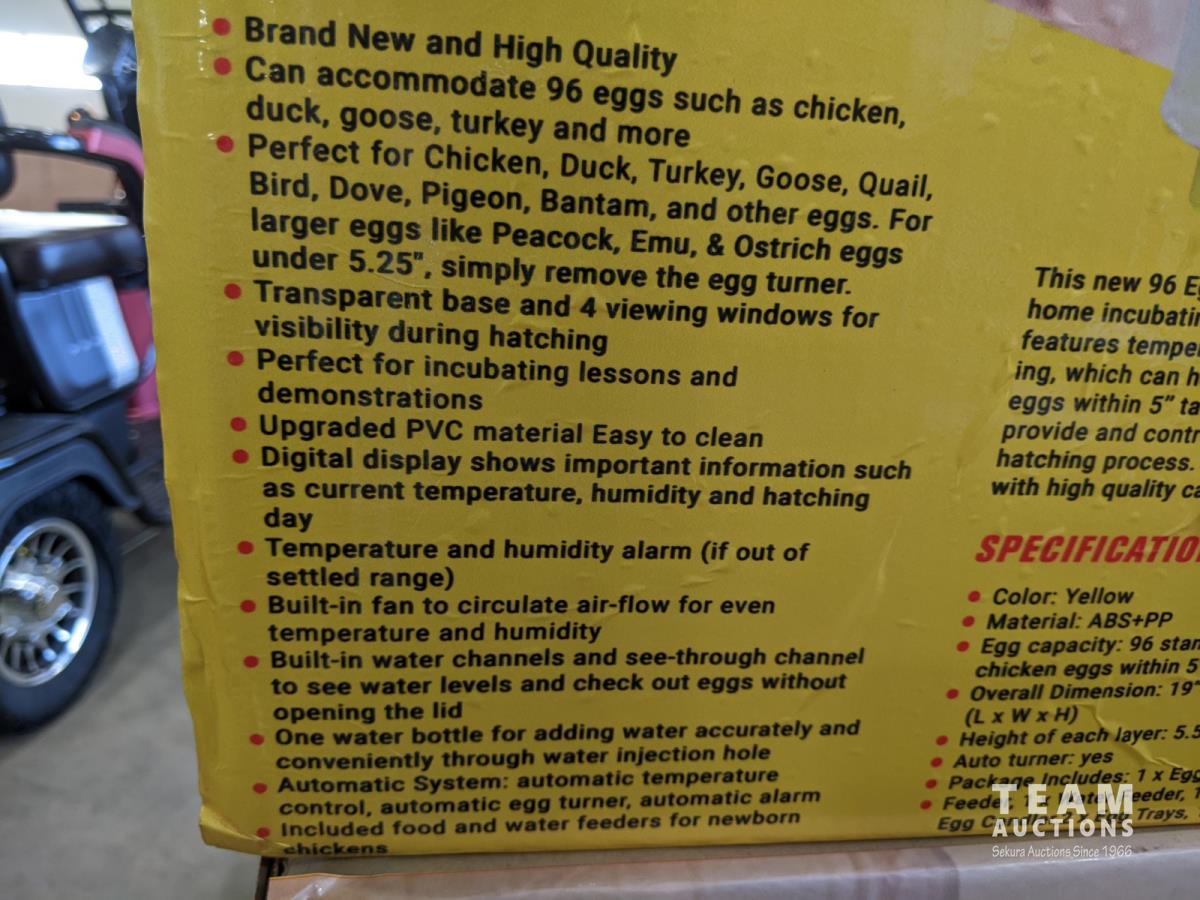 Brand New and High Quality
Can accommodate 96 eggs such as chicken,
duck, goose, turkey and more
Perfect for Chicken, Duck, Turkey, Goose, Quail,
Bird, Dove, Pigeon, Bantam, and other eggs. For
larger eggs like Peacock, Emu, & Ostrich eggs
under 5.25", simply remove the egg turner.
Transparent base and 4 viewing windows for
visibility during hatching
Perfect for incubating lessons and
demonstrations
Upgraded PVC material Easy to clean
Digital display shows important information such
as current temperature, humidity and hatching
day
Temperature and humidity alarm (if out of
settled range)
Built-in fan to circulate air-flow for even
temperature and humidity
Built-in water channels and see-through channel
to see water levels and check out eggs without
opening the lid
One water bottle for adding water accurately and
conveniently through water injection hole
Automatic System: automatic temperature
control, automatic egg turner, automatic alarm
Included food and water feeders for newborn
chickens
This new 96
home
features
ing, which can
eggs within 5"
provide and
hatching process.
with high quality
Color: Yellow
Material: ABS+PP
Egg capacity: 96
chicken eggs within
Overall Dimension: 19"
(L x W x H)
Height of each layer:
Auto turner: yes
Package Includes: 1 x
Egg
Trays,
TEAM
AUCTIONS
Sekura Auctions Since 1966